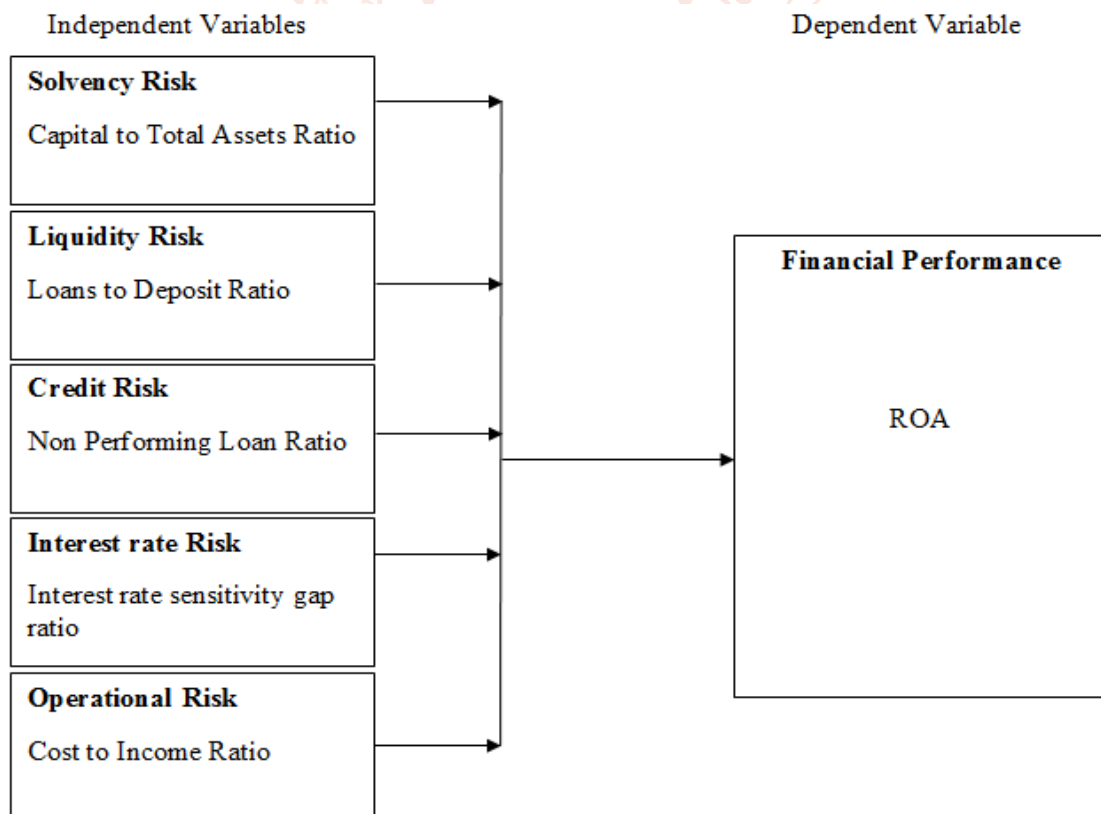 Independent Variables
Dependent Variable
Solvency Risk
Capital to Total Assets Ratio
Liquidity Risk
Loans to Deposit Ratio
Credit Risk
Non Performing Loan Ratio
Interest rate Risk
Interest rate sensitivity gap
ratio
Operational Risk
Cost to Income Ratio
Financial Performance
ROA